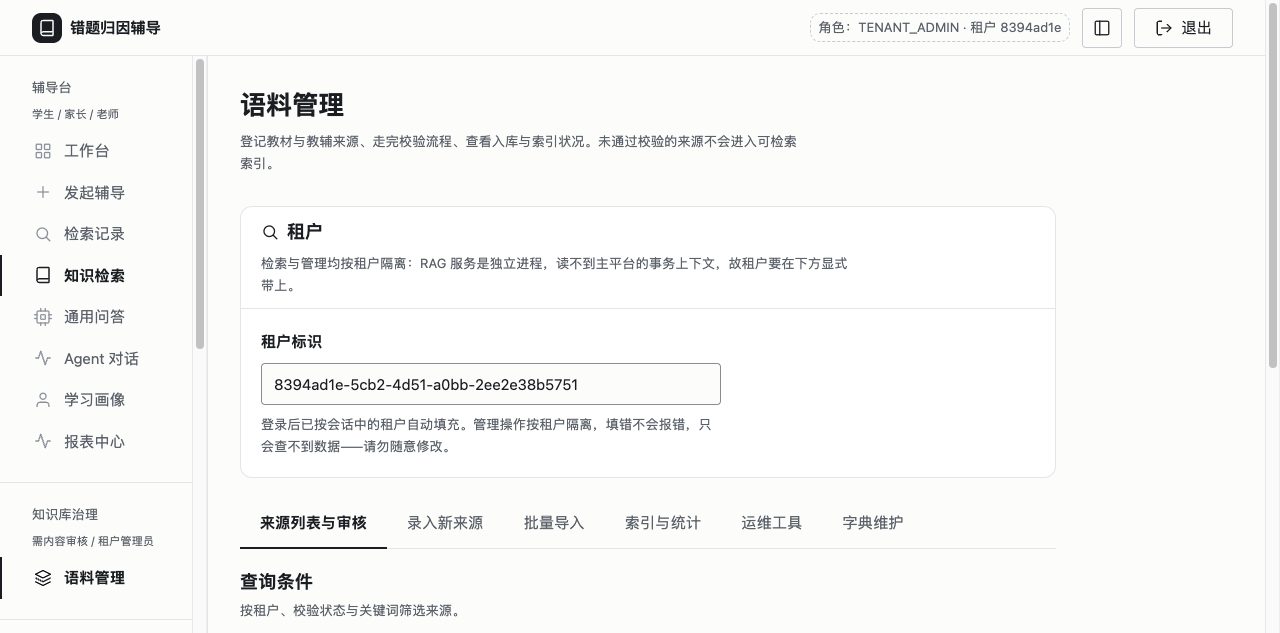 错题归因辅导
角色：TENANT_ADMIN · 租户 8394ad1e
退出
辅导台
学生 / 家长 / 老师
工作台
发起辅导
检索记录
知识检索
通用问答
Agent 对话
学习画像
报表中心
知识库治理
需内容审核 / 租户管理员
语料管理
语料管理
登记教材与教辅来源、走完校验流程、查看入库与索引状况。未通过校验的来源不会进入可检索
索引。
租户
检索与管理均按租户隔离：RAG 服务是独立进程，读不到主平台的事务上下文，故租户要在下方显式
带上。
租户标识
8394ad1e-5cb2-4d51-a0bb-2ee2e38b5751
登录后已按会话中的租户自动填充。管理操作按租户隔离，填错不会报错，只
会查不到数据——请勿随意修改。
来源列表与审核
录入新来源
批量导入
索引与统计
运维工具
字典维护
查询条件
按租户、校验状态与关键词筛选来源。